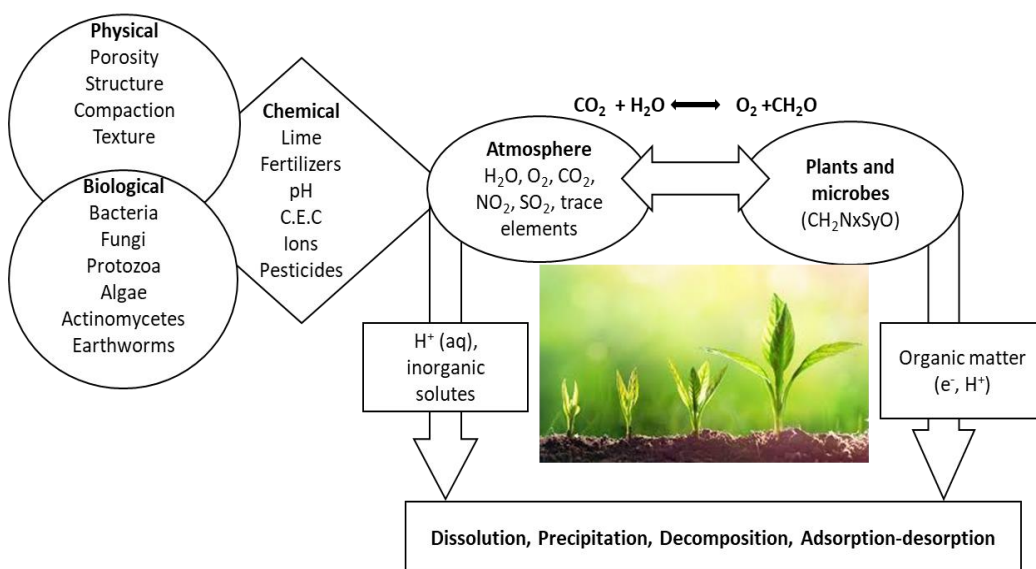 Physical
Porosity
Structure
Compaction
Texture
Biological
Bacteria
Fungi
Protozoa
Algae
Actinomycetes
Earthworms
Chemical
Lime
Fertilizers
pH
C.E.C
Ions
Pesticides
CO₂ + H₂O ⟷ O₂ +CH₂O
Atmosphere
H₂O, O₂, CO₂,
NO₂, SO₂, trace
elements
Plants and
microbes
(CH₂NxSyO)
H⁺ (aq),
inorganic
solutes
Organic matter
(e⁻, H⁺)
Dissolution, Precipitation, Decomposition, Adsorption-desorption